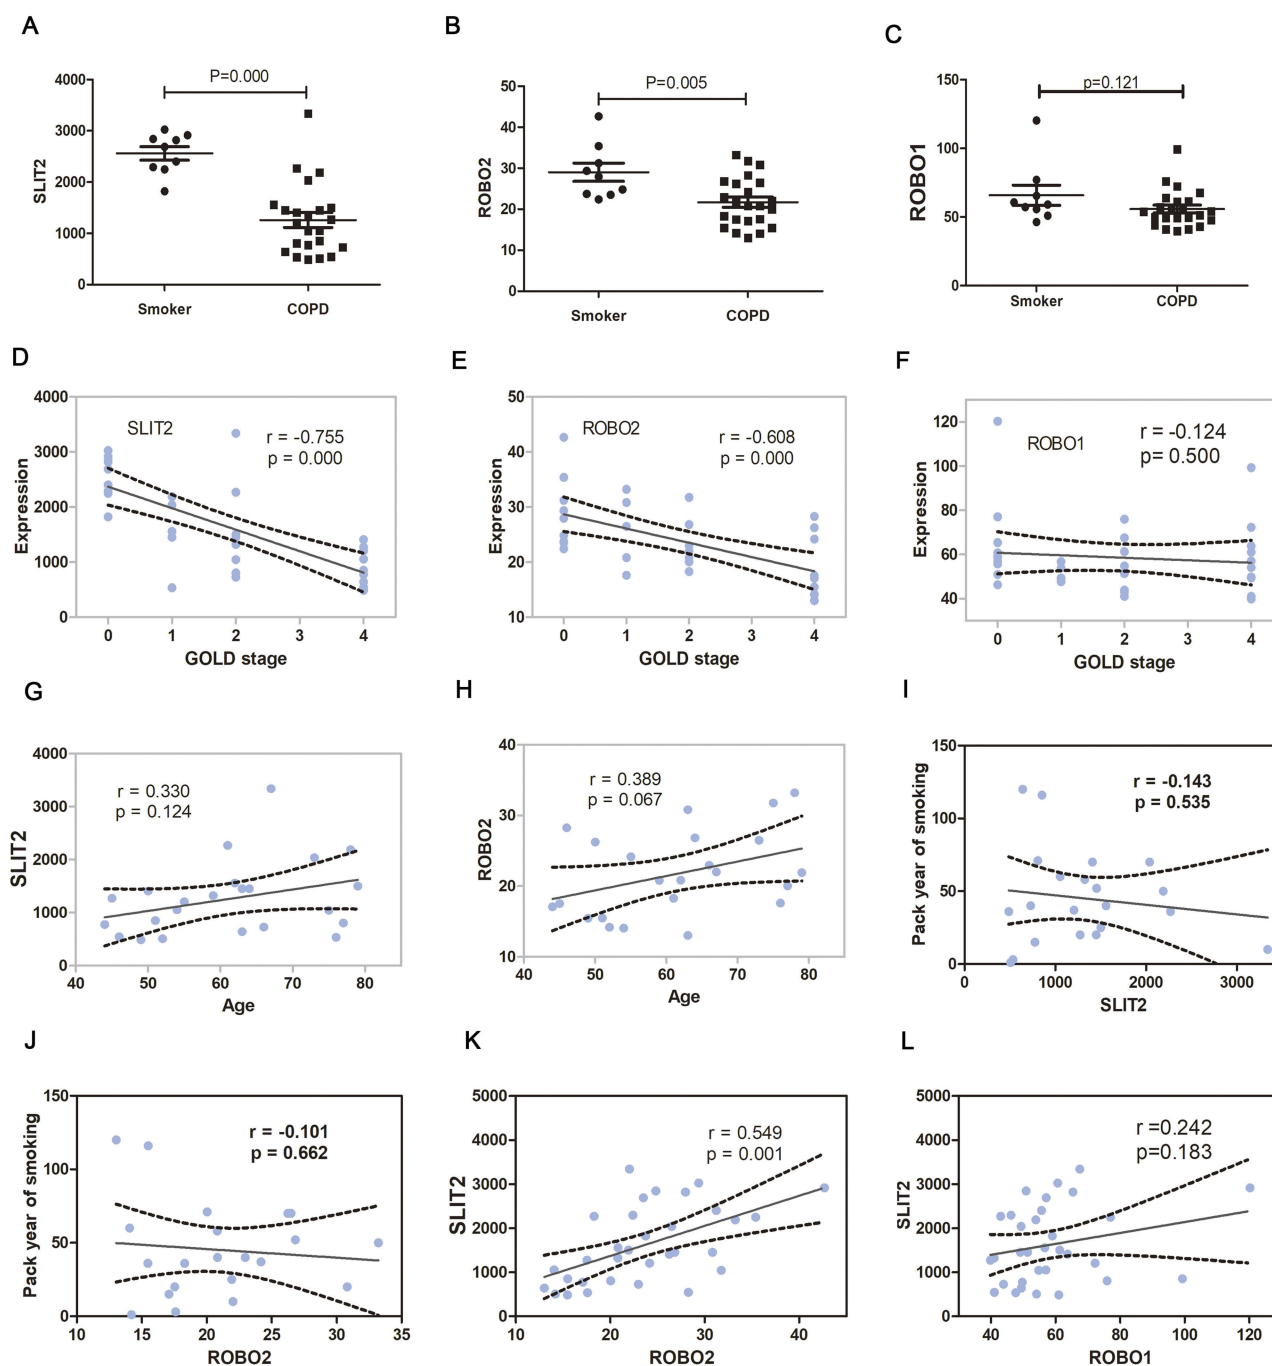 A
B
C
P=0.000
P=0.005
p=0.121
4000
3000
2000
1000
0
SLIT2
Smoker
COPD
50
40
30
20
10
0
ROBO2
Smoker
COPD
150
100
50
0
ROBO1
Smoker
COPD
D
E
F
4000
3000
2000
1000
0
Expression
SLIT2
r = -0.755
p = 0.000
0 1 2 3 4
GOLD stage
50
40
30
20
10
Expression
ROBO2
r = -0.608
p = 0.000
0 1 2 3 4
GOLD stage
120
100
80
60
40
Expression
ROBO1
r = -0.124
p= 0.500
0 1 2 3 4
GOLD stage
G
H
I
4000
3000
2000
1000
0
SLIT2
r = 0.330
p = 0.124
40 50 60 70 80
Age
40
30
20
10
ROBO2
r = 0.389
p = 0.067
40 50 60 70 80
Age
150
100
50
0
Pack year of smoking
r = -0.143
p = 0.535
0 1000 2000 3000
SLIT2
J
K
L
150
100
50
0
Pack year of smoking
r = -0.101
p = 0.662
10 15 20 25 30 35
ROBO2
5000
4000
3000
2000
1000
0
SLIT2
r = 0.549
p = 0.001
10 20 30 40
ROBO2
5000
4000
3000
2000
1000
0
SLIT2
r=0.242
p=0.183
40 60 80 100 120
ROBO1